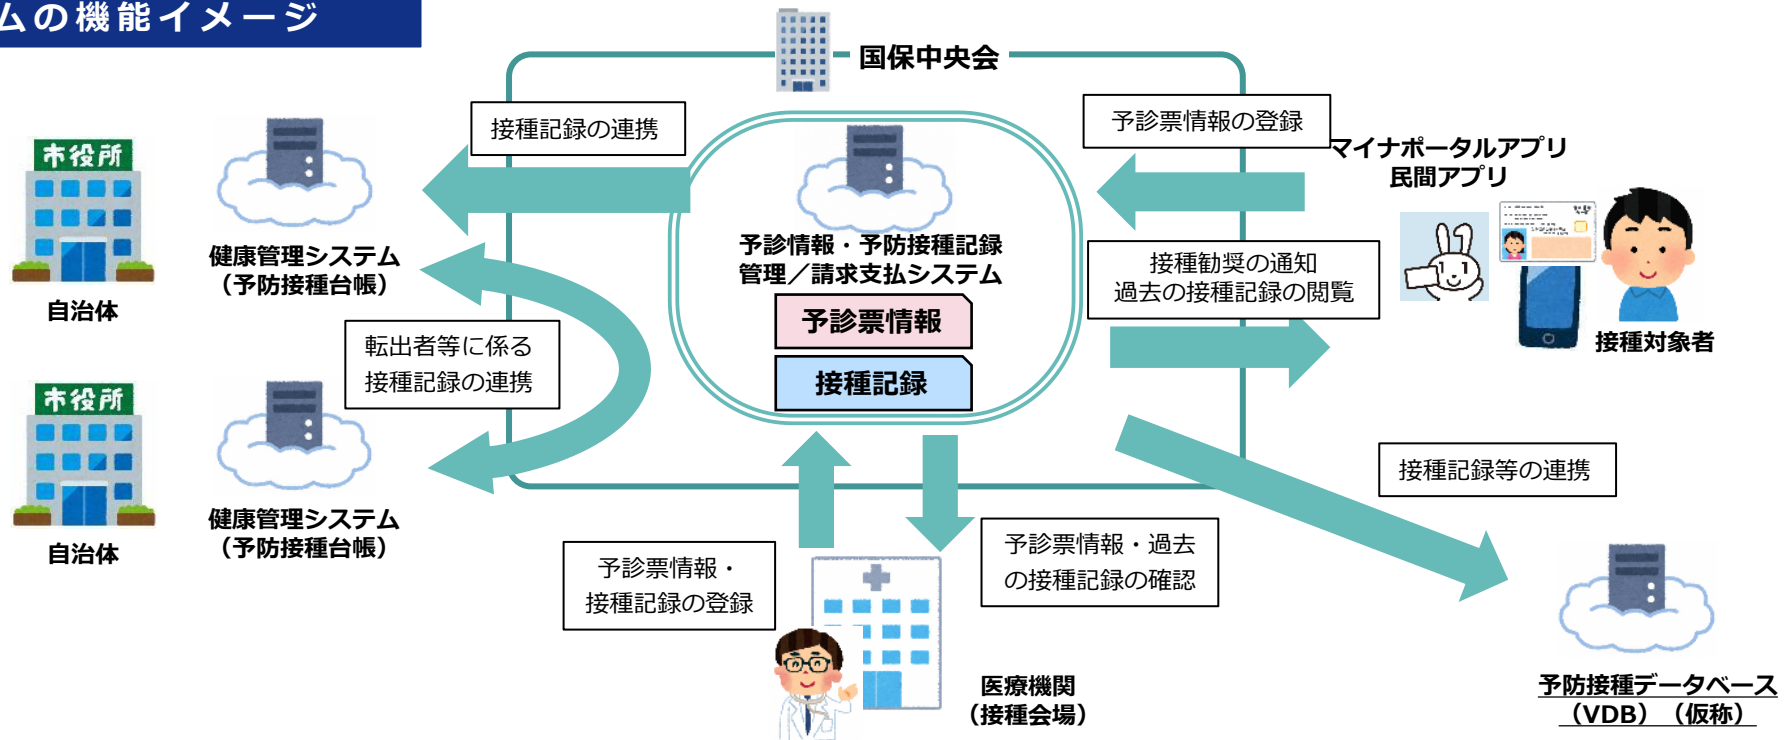 ムの機能イメージ
国保中央会
接種記録の連携
予診票情報の登録
マイナポータルアプリ
民間アプリ
市役所
自治体
健康管理システム
（予防接種台帳）
予診情報・予防接種記録
管理／請求支払システム
予診票情報
接種記録
接種勧奨の通知
過去の接種記録の閲覧
接種対象者
転出者等に係る
接種記録の連携
市役所
自治体
健康管理システム
（予防接種台帳）
接種記録等の連携
予診票情報・
接種記録の登録
予診票情報・過去
の接種記録の確認
医療機関
（接種会場）
予防接種データベース
（VDB）（仮称）